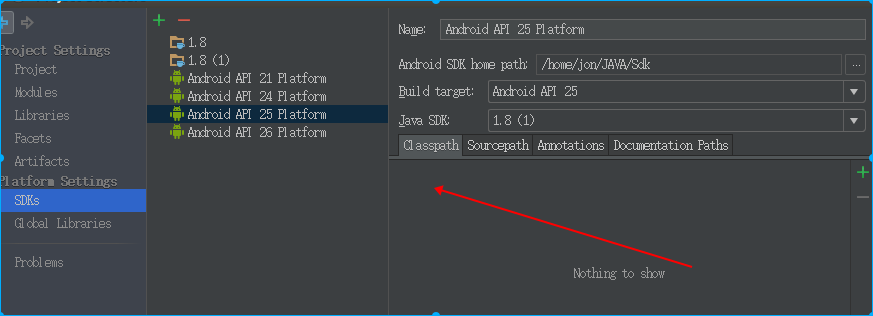 Project Settings
Project
Modules
Libraries
Facets
Artifacts
Platform Settings
SDKs
Global Libraries
Problems
1.8
1.8 (1)
Android API 21 Platform
Android API 24 Platform
Android API 25 Platform
Android API 26 Platform
Name: Android API 25 Platform
Android SDK home path: /home/jon/JAVA/Sdk ...
Build target: Android API 25
Java SDK: 1.8 (1)
Classpath Sourcepath Annotations Documentation Paths
Nothing to show